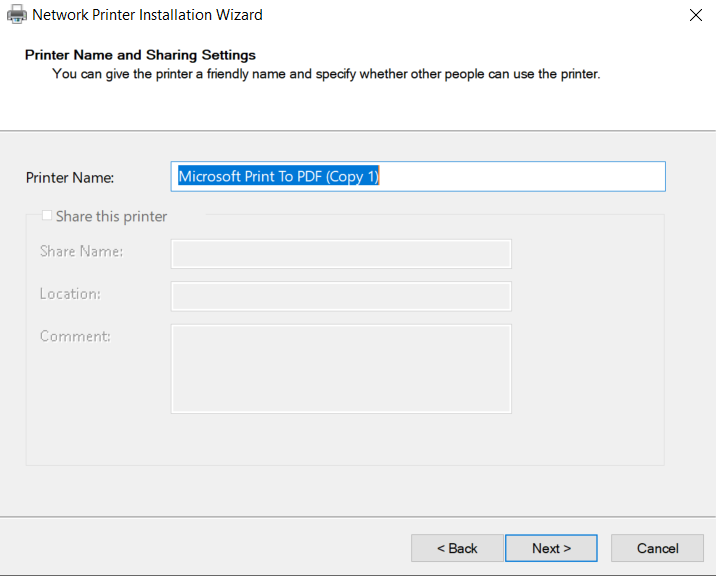 Network Printer Installation Wizard
Printer Name and Sharing Settings
You can give the printer a friendly name and specify whether other people can use the printer.
Printer Name:
Microsoft Print To PDF (Copy 1)
Share this printer
Share Name:
Location:
Comment:
< Back
Next >
Cancel